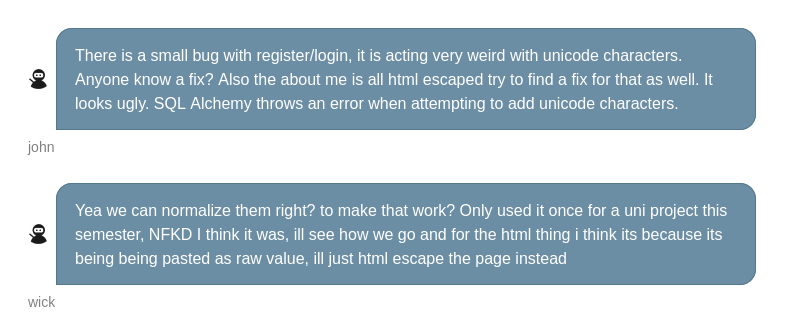 There is a small bug with register/login, it is acting very weird with unicode characters.
Anyone know a fix? Also the about me is all html escaped try to find a fix for that as well. It
looks ugly. SQL Alchemy throws an error when attempting to add unicode characters.
john
Yea we can normalize them right? to make that work? Only used it once for a uni project this
semester, NFKD I think it was, ill see how we go and for the html thing i think its because its
being being pasted as raw value, ill just html escape the page instead
wick